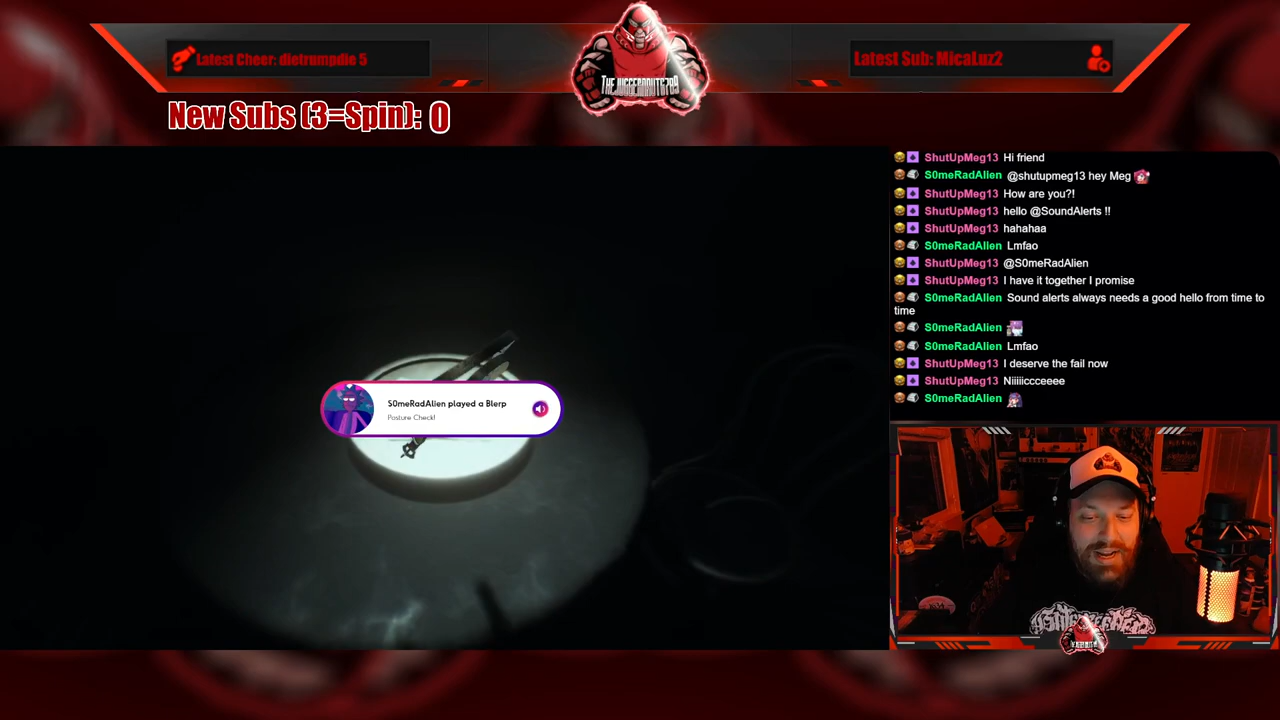 Latest Cheer: dietrumpdie 5
THEJUGGERNAUT6789
Latest Sub: MicaLuz2
New Subs (3=Spin): 0
ShutUpMeg13 Hi friend
S0meRadAlien @shutupmeg13 hey Meg
ShutUpMeg13 How are you?!
ShutUpMeg13 hello @SoundAlerts !!
ShutUpMeg13 hahahaa
S0meRadAlien Lmfao
ShutUpMeg13 @S0meRadAlien
ShutUpMeg13 I have it together I promise
S0meRadAlien Sound alerts always needs a good hello from time to
time
S0meRadAlien
S0meRadAlien Lmfao
ShutUpMeg13 I deserve the fail now
ShutUpMeg13 Niiiiiccceeee
S0meRadAlien
S0meRadAlien played a Blerp
Posture Check!